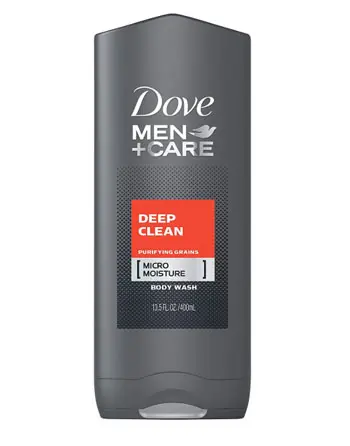 Dove
MEN
+CARE
DEEP
CLEAN
PURIFYING GRAINS
MICRO
MOISTURE
BODY WASH
13.5 FL OZ /400mL